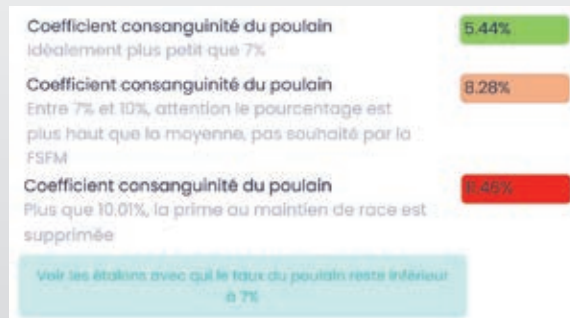 Coefficient consanguinité du poulain 5.44%
Idéalement plus petit que 7%
Coefficient consanguinité du poulain 8.28%
Entre 7% et 10%, attention le pourcentage est
plus haut que la moyenne, pas souhaité par la
FSFM
Coefficient consanguinité du poulain
Plus que 10.01%, la prime au maintien de race est
supprimée
Voir les étalons avec qui le taux du poulain reste inférieur
à 7%